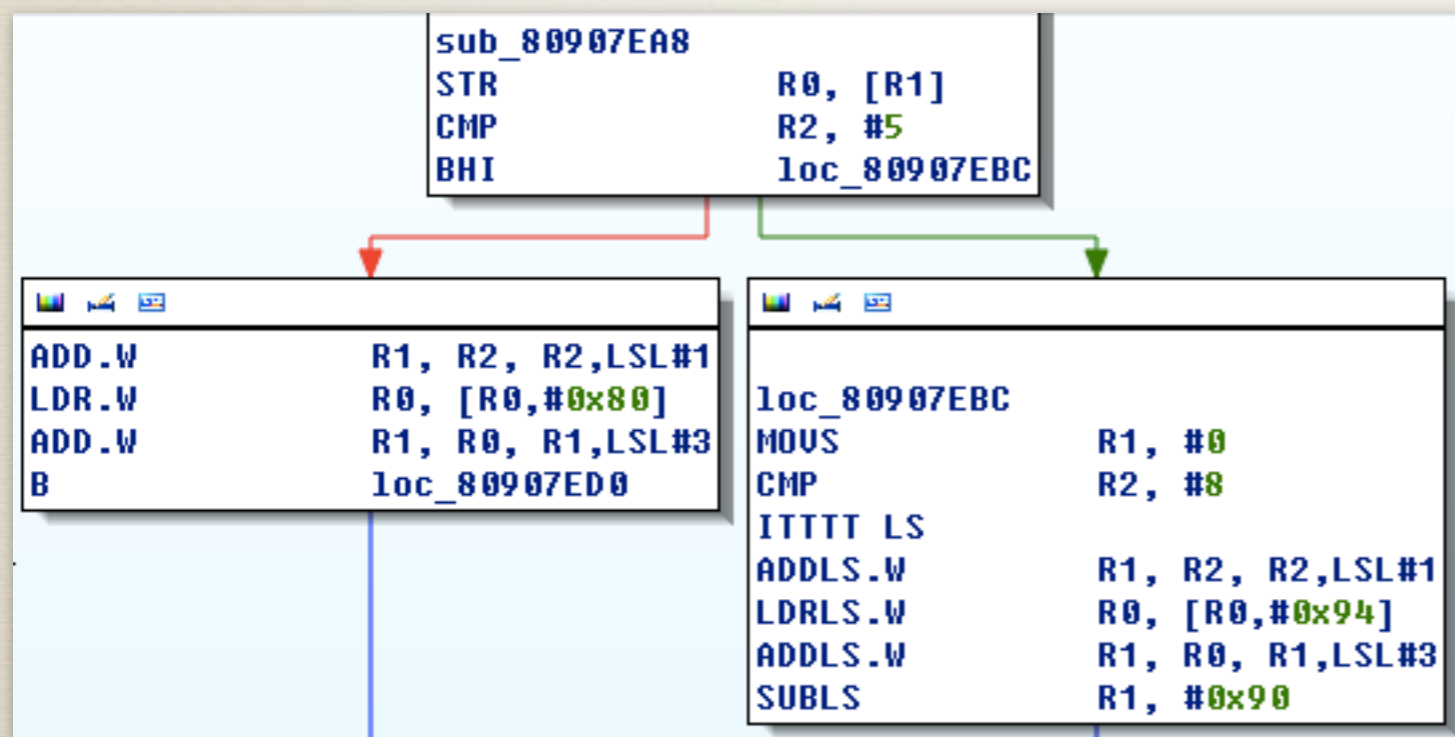 sub_80907EA8
STR R0, [R1]
CMP R2, #5
BHI loc_80907EBC
ADD.W R1, R2, R2,LSL#1
LDR.W R0, [R0,#0x80]
ADD.W R1, R0, R1,LSL#3
B loc_80907ED0
loc_80907EBC
MOVS R1, #0
CMP R2, #8
ITTTT LS
ADDLS.W R1, R2, R2,LSL#1
LDRLS.W R0, [R0,#0x94]
ADDLS.W R1, R0, R1,LSL#3
SUBLS R1, #0x90